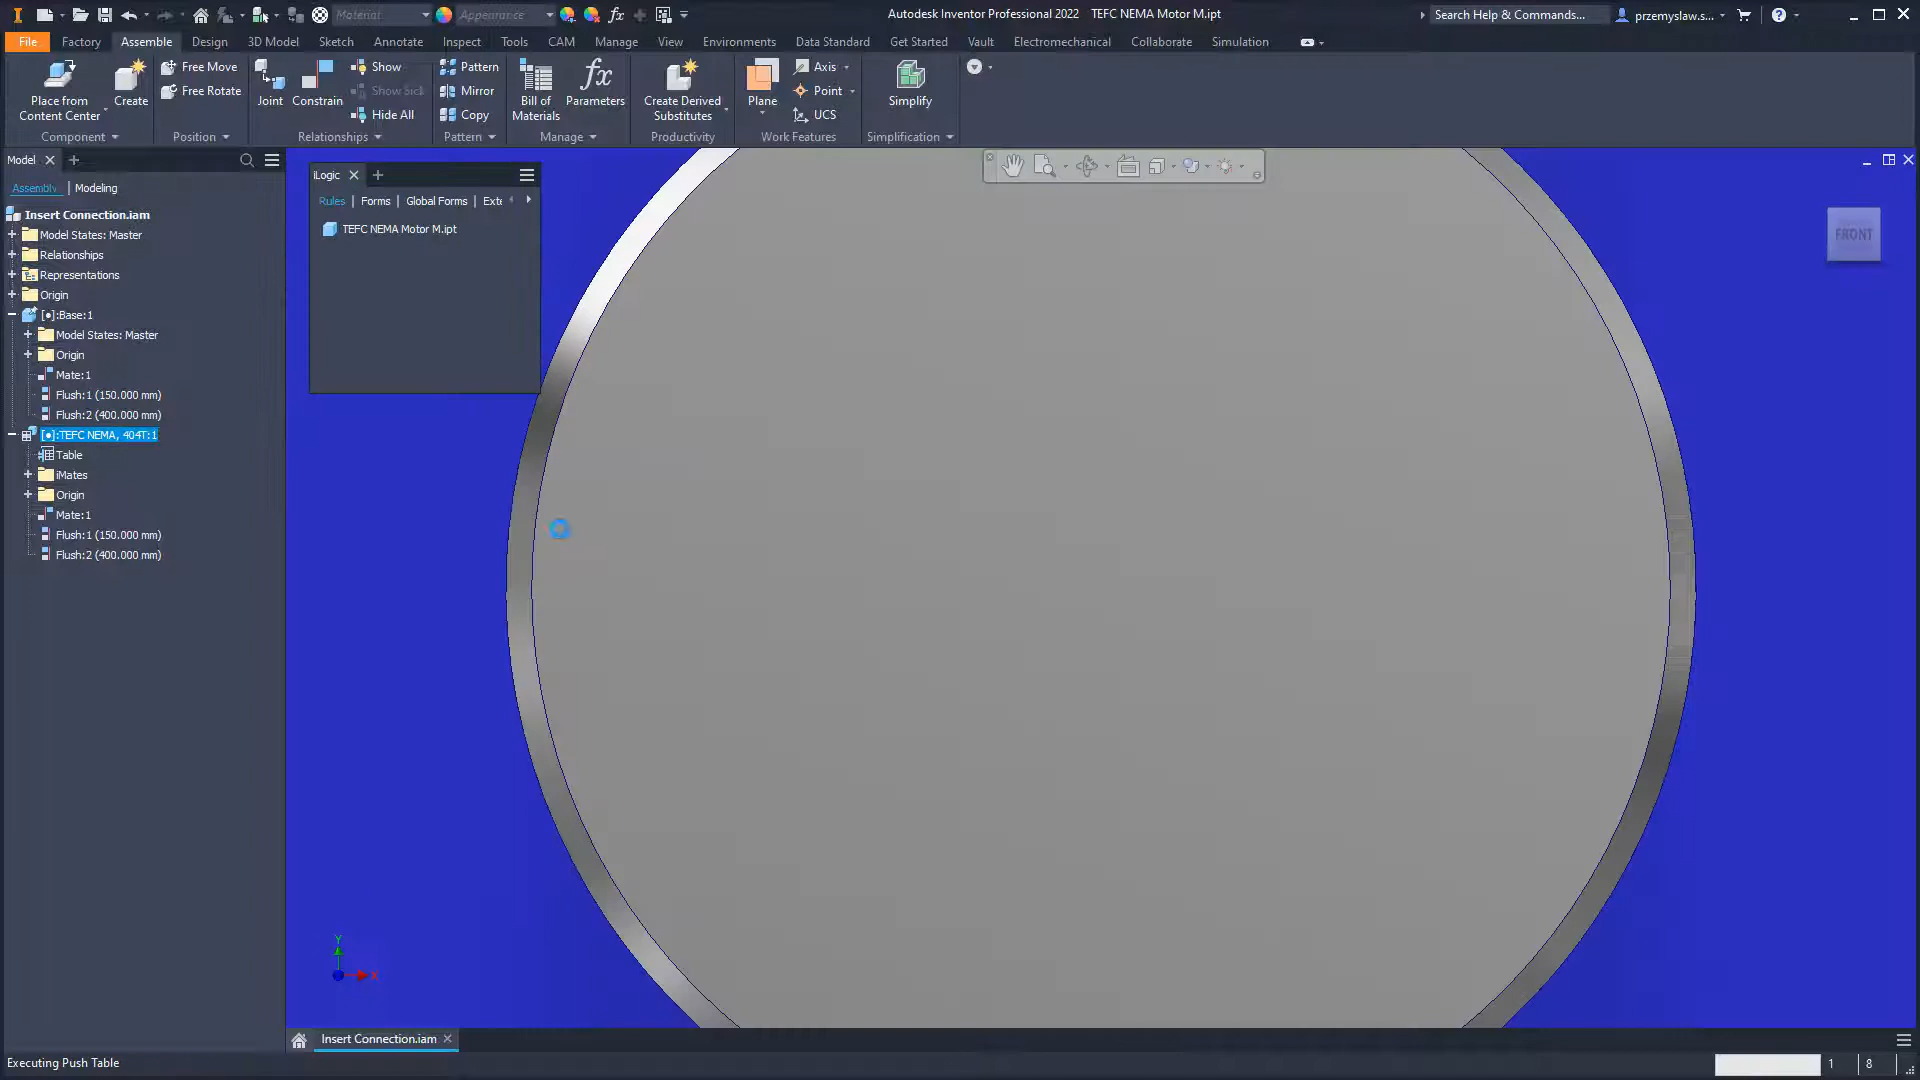 Material
Appearance
Autodesk Inventor Professional 2022 TEFC NEMA Motor M.ipt
Search Help & Commands...
przemyslaw.s...
File Factory Assemble Design 3D Model Sketch Annotate Inspect Tools CAM Manage View Environments Data Standard Get Started Vault Electromechanical Collaborate Simulation
Place from
Content Center
Create
Component
Free Move
Free Rotate
Position
Joint
Constrain
Show
Show Sick
Hide All
Relationships
Pattern
Mirror
Copy
Pattern
Bill of
Materials
fx
Parameters
Manage
Create Derived
Substitutes
Productivity
Plane
Axis
Point
UCS
Work Features
Simplify
Simplification
Model
Assembly | Modeling
Insert Connection.iam
Model States: Master
Relationships
Representations
Origin
[●]:Base:1
Model States: Master
Origin
Mate:1
Flush:1 (150.000 mm)
Flush:2 (400.000 mm)
[●]:TEFC NEMA, 404T:1
Table
iMates
Origin
Mate:1
Flush:1 (150.000 mm)
Flush:2 (400.000 mm)
iLogic
Rules | Forms | Global Forms | Exte
TEFC NEMA Motor M.ipt
FRONT
Y
X
Insert Connection.iam
Executing Push Table
1 8